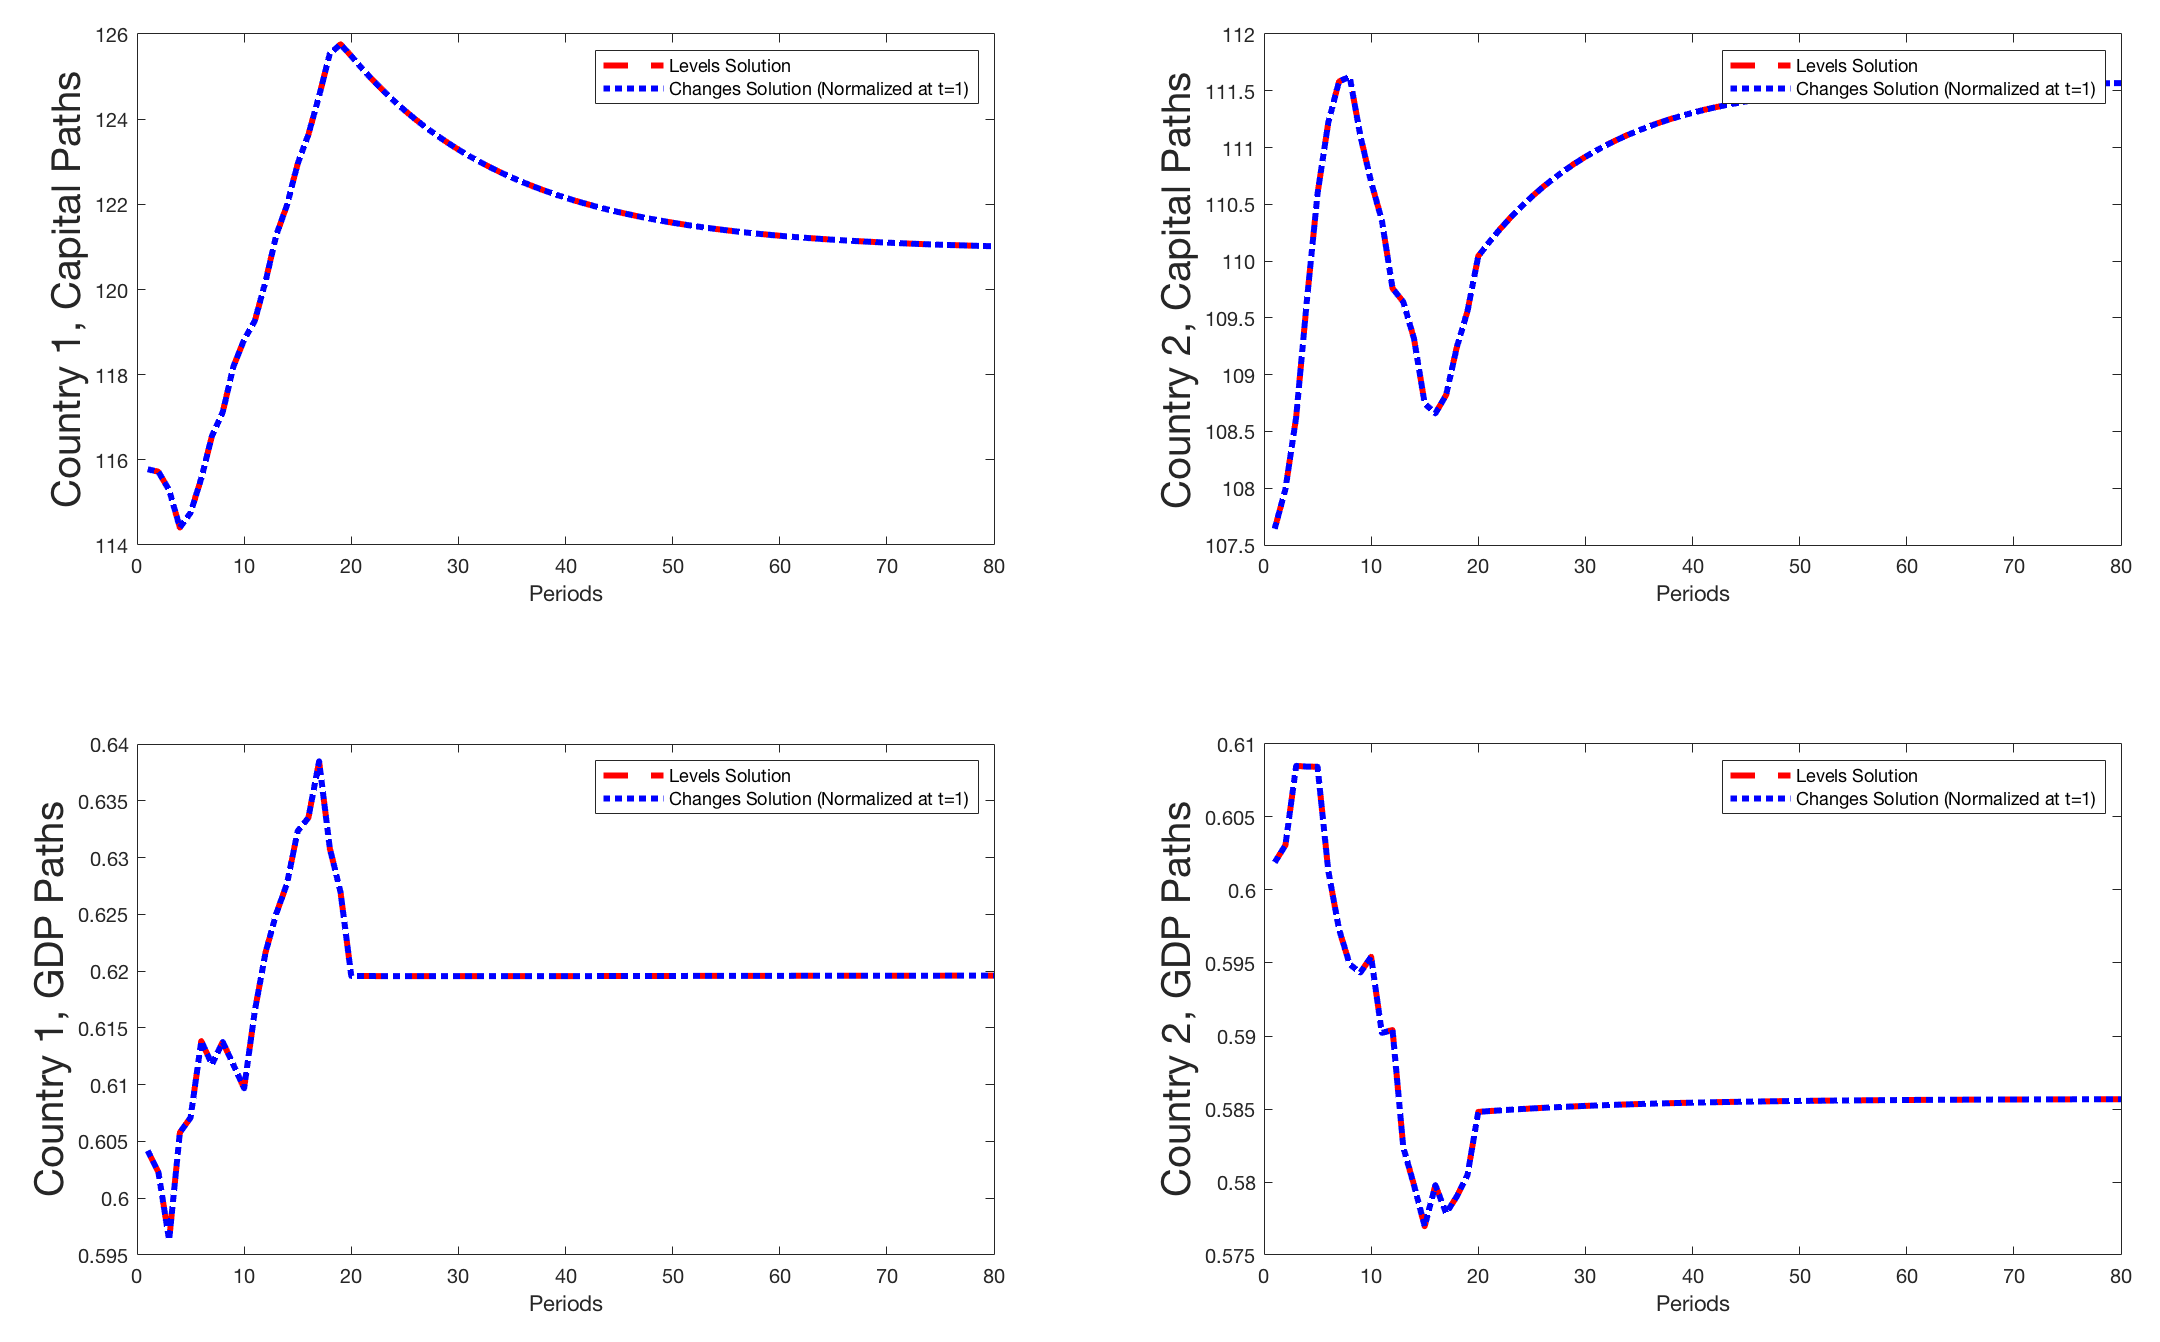 Country 1, Capital Paths
126
124
122
120
118
116
114
0 10 20 30 40 50 60 70 80
Periods
Levels Solution
Changes Solution (Normalized at t=1)
Country 2, Capital Paths
112
111.5
111
110.5
110
109.5
109
108.5
108
107.5
0 10 20 30 40 50 60 70 80
Periods
Levels Solution
Changes Solution (Normalized at t=1)
Country 1, GDP Paths
0.64
0.635
0.63
0.625
0.62
0.615
0.61
0.605
0.6
0.595
0 10 20 30 40 50 60 70 80
Periods
Levels Solution
Changes Solution (Normalized at t=1)
Country 2, GDP Paths
0.61
0.605
0.6
0.595
0.59
0.585
0.58
0.575
0 10 20 30 40 50 60 70 80
Periods
Levels Solution
Changes Solution (Normalized at t=1)